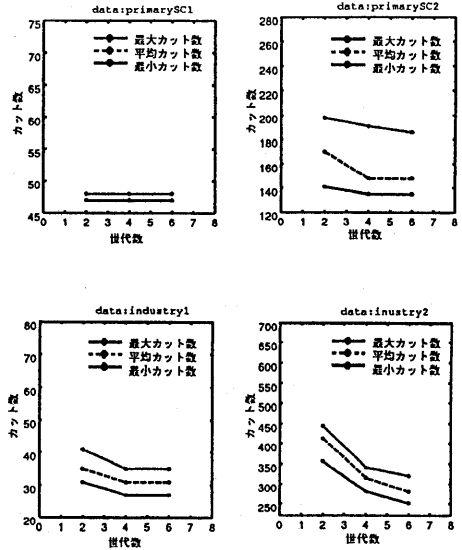 data:primarySC1
75
70
65
60
55
50
45
カット数
最大カット数
平均カット数
最小カット数
0 1 2 3 4 5 6 7 8
世代数
data:primarySC2
280
260
240
220
200
180
160
140
120
カット数
最大カット数
平均カット数
最小カット数
0 1 2 3 4 5 6 7 8
世代数
data:industry1
80
70
60
50
40
30
20
カット数
最大カット数
平均カット数
最小カット数
0 1 2 3 4 5 6 7 8
世代数
data:inustry2
700
650
600
550
500
450
400
350
300
250
カット数
最大カット数
平均カット数
最小カット数
0 1 2 3 4 5 6 7 8
世代数